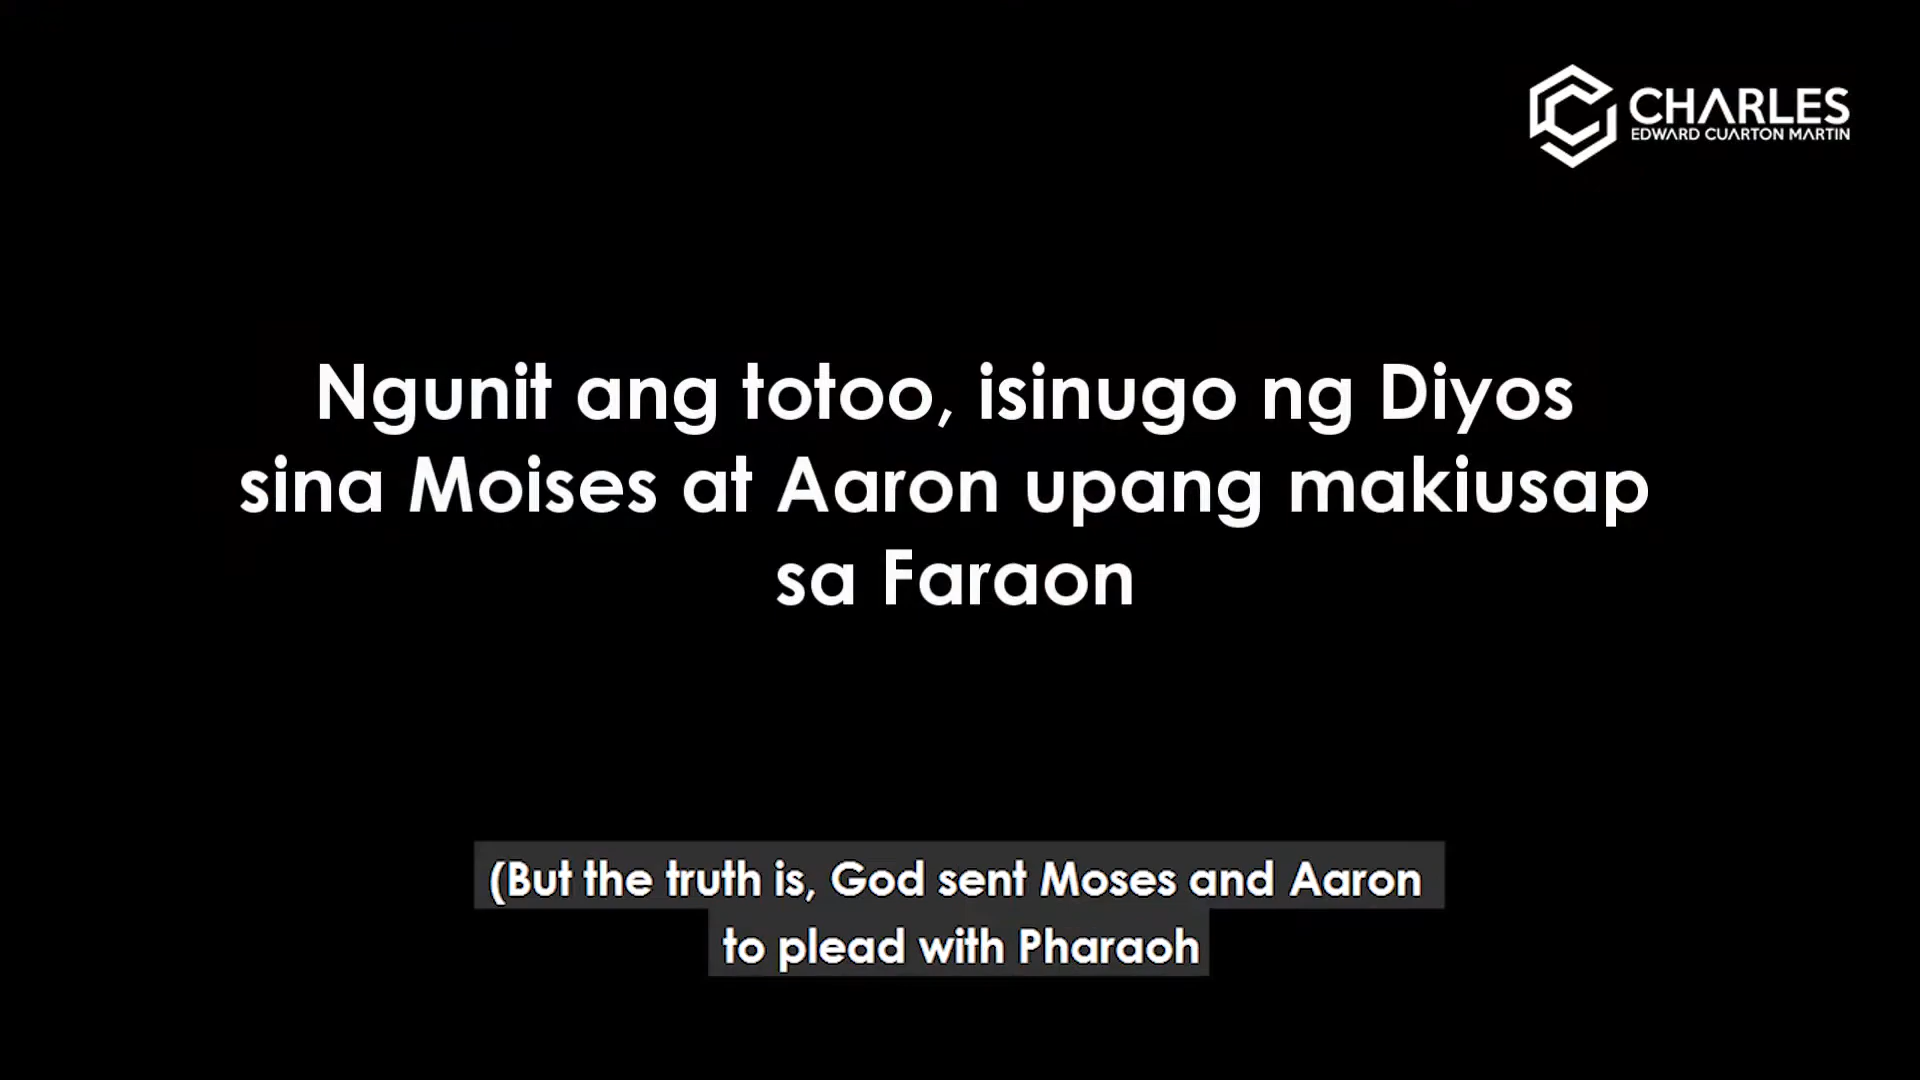 CHARLES
EDWARD CUARTON MARTIN
Ngunit ang totoo, isinugo ng Diyos
sina Moises at Aaron upang makiusap
sa Faraon
(But the truth is, God sent Moses and Aaron
to plead with Pharaoh